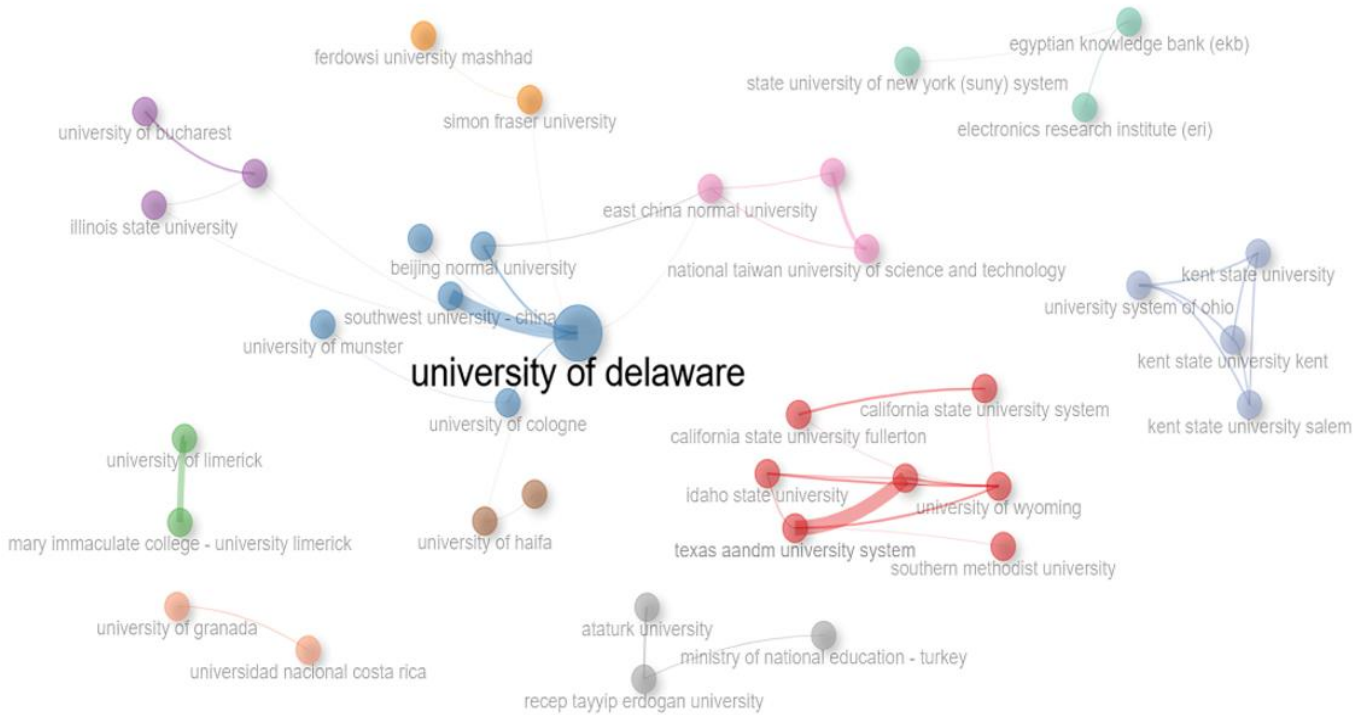 egyptian knowledge bank (ekb)
ferdowsi university mashhad
state university of new york (suny) system
simon fraser university
electronics research institute (eri)
university of bucharest
east china normal university
illinois state university
beijing normal university
national taiwan university of science and technology
kent state university
university system of ohio
southwest university - china
university of munster
kent state university kent
university of delaware
california state university system
university of cologne
kent state university salem
california state university fullerton
university of limerick
idaho state university
university of wyoming
mary immaculate college - university limerick
university of haifa
texas aandm university system
southern methodist university
university of granada
ataturk university
ministry of national education - turkey
universidad nacional costa rica
recep tayyip erdogan university